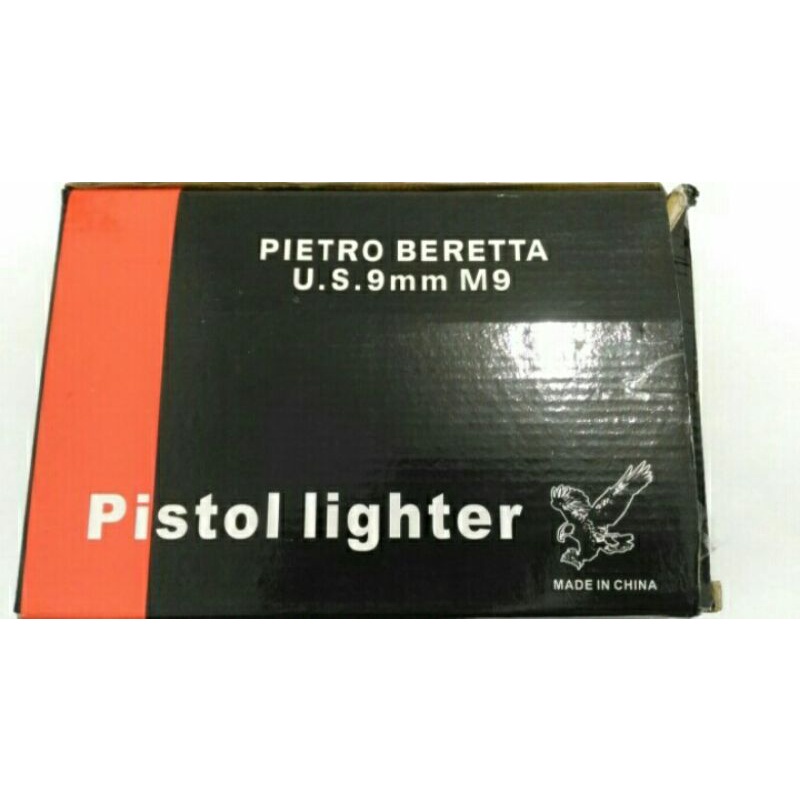 PIETRO BERETTA
U.S.9mm M9
Pistol lighter
MADE IN CHINA